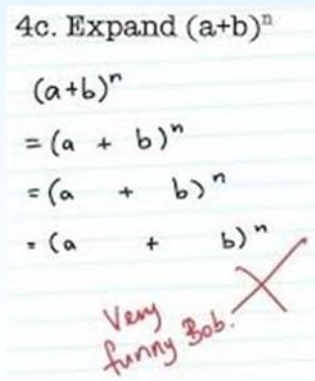 4c. Expand (a+b)ⁿ
(a+b)ⁿ
= (a + b)ⁿ
= (a + b)ⁿ
= (a + b)ⁿ
Very
funny Bob.